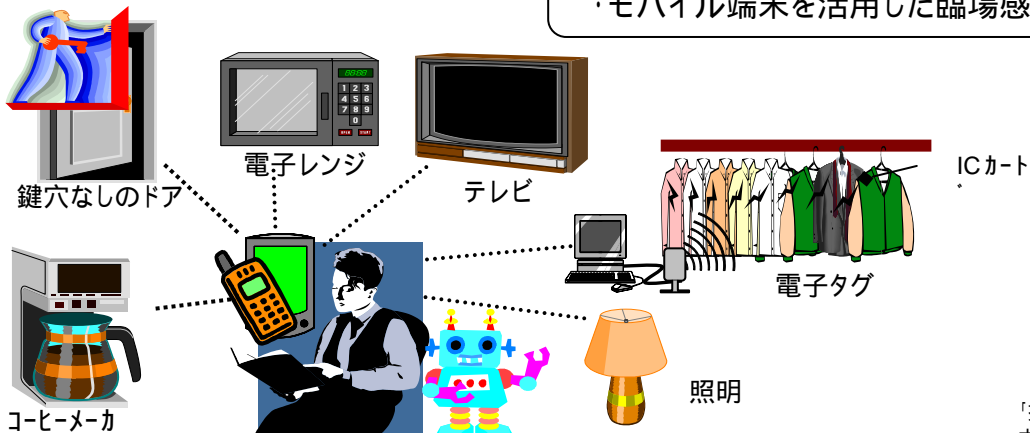 ・モバイル端末を活用した臨場感
電子レンジ
テレビ
鍵穴なしのドア
ICカート゛
電子タグ
照明
コーヒーメーカ